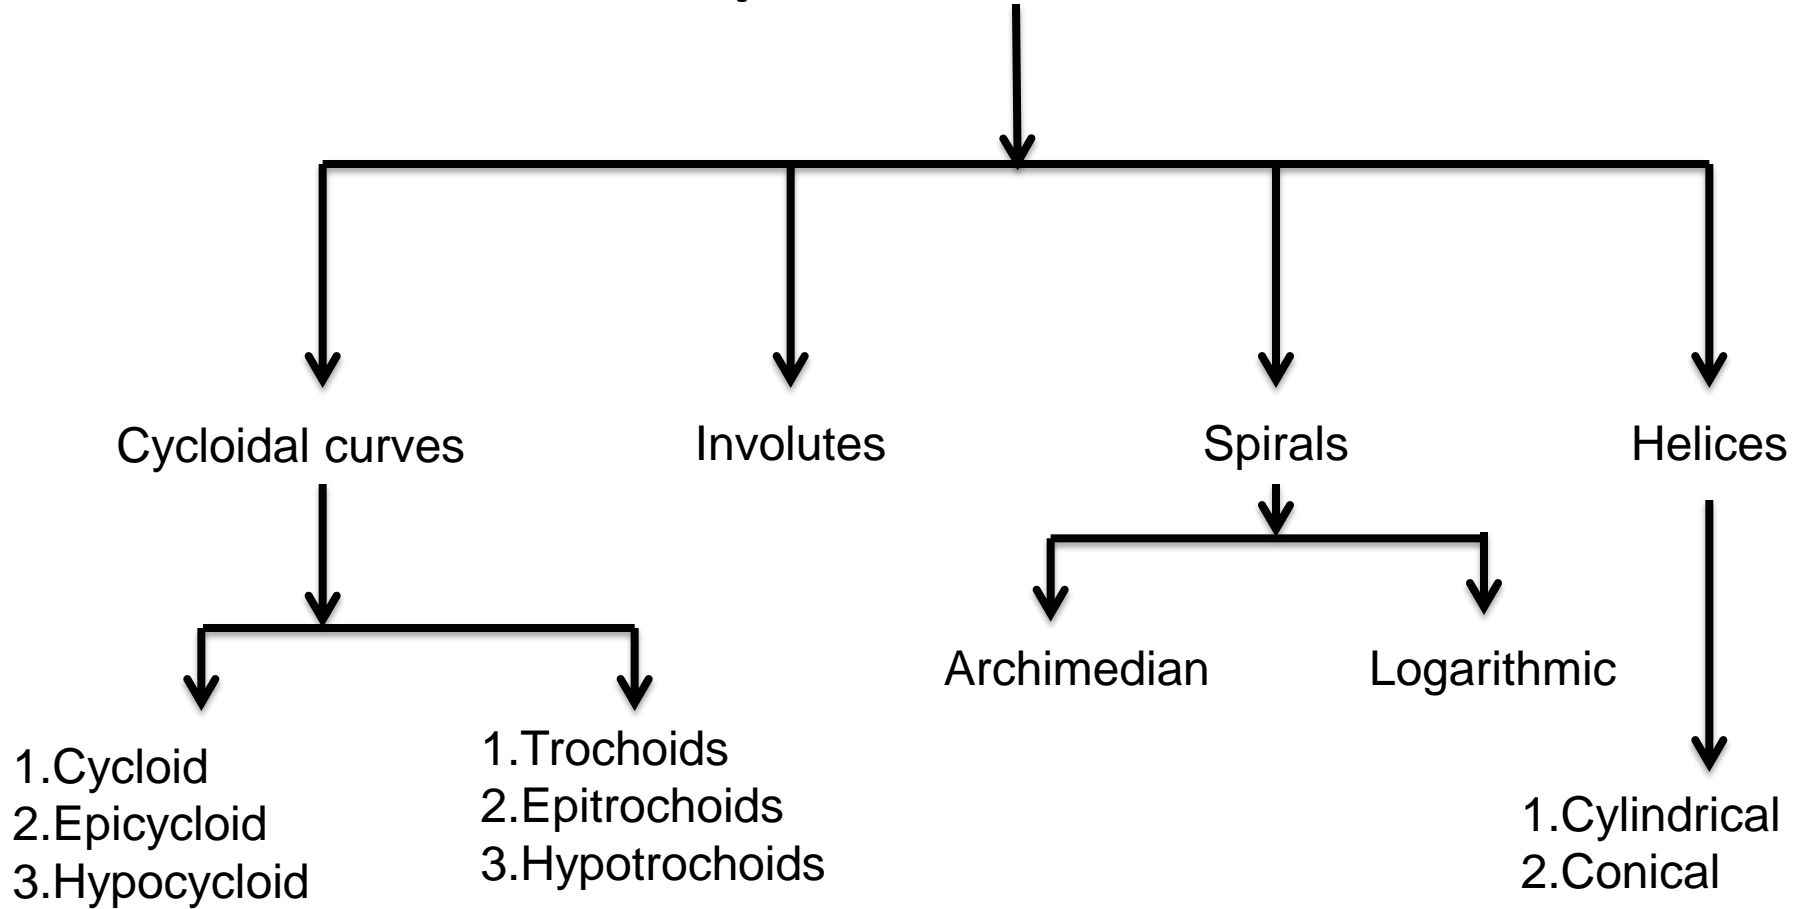 Cycloidal curves
Involutes
Spirals
Helices
Archimedian
Logarithmic
1.Cycloid
2.Epicycloid
3.Hypocycloid
1.Trochoids
2.Epitrochoids
3.Hypotrochoids
1.Cylindrical
2.Conical